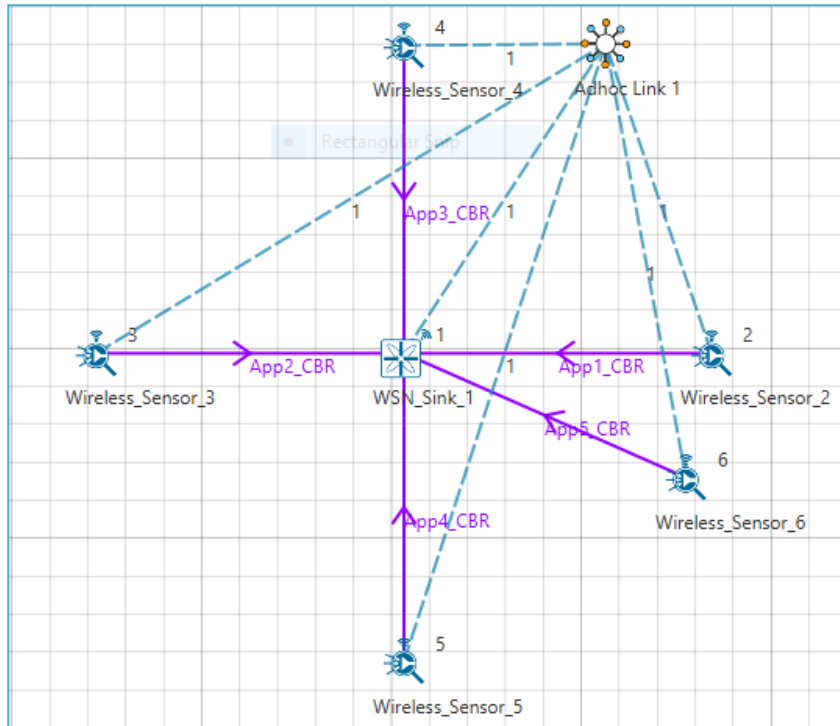 4
1
Wireless_Sensor_4
Adhoc Link 1
Rectangular Snip
1
App3_CBR
1
1
1
3
1
2
App2_CBR
1
App1_CBR
Wireless_Sensor_3
WSN_Sink_1
Wireless_Sensor_2
App5_CBR
6
App4_CBR
Wireless_Sensor_6
5
Wireless_Sensor_5